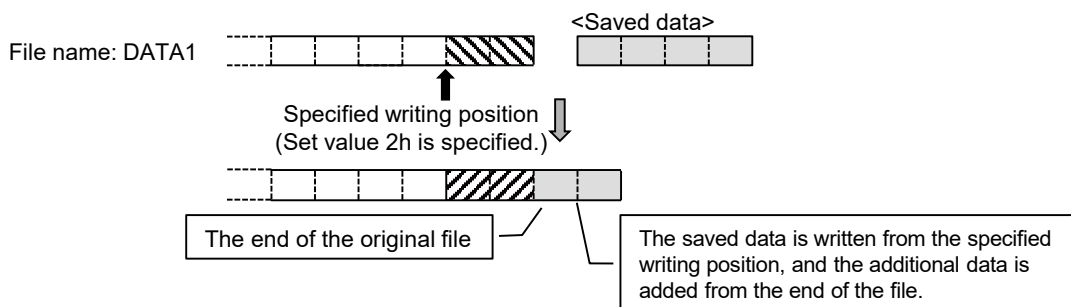 <Saved data>
File name: DATA1
Specified writing position
(Set value 2h is specified.)
The end of the original file
The saved data is written from the specified
writing position, and the additional data is
added from the end of the file.